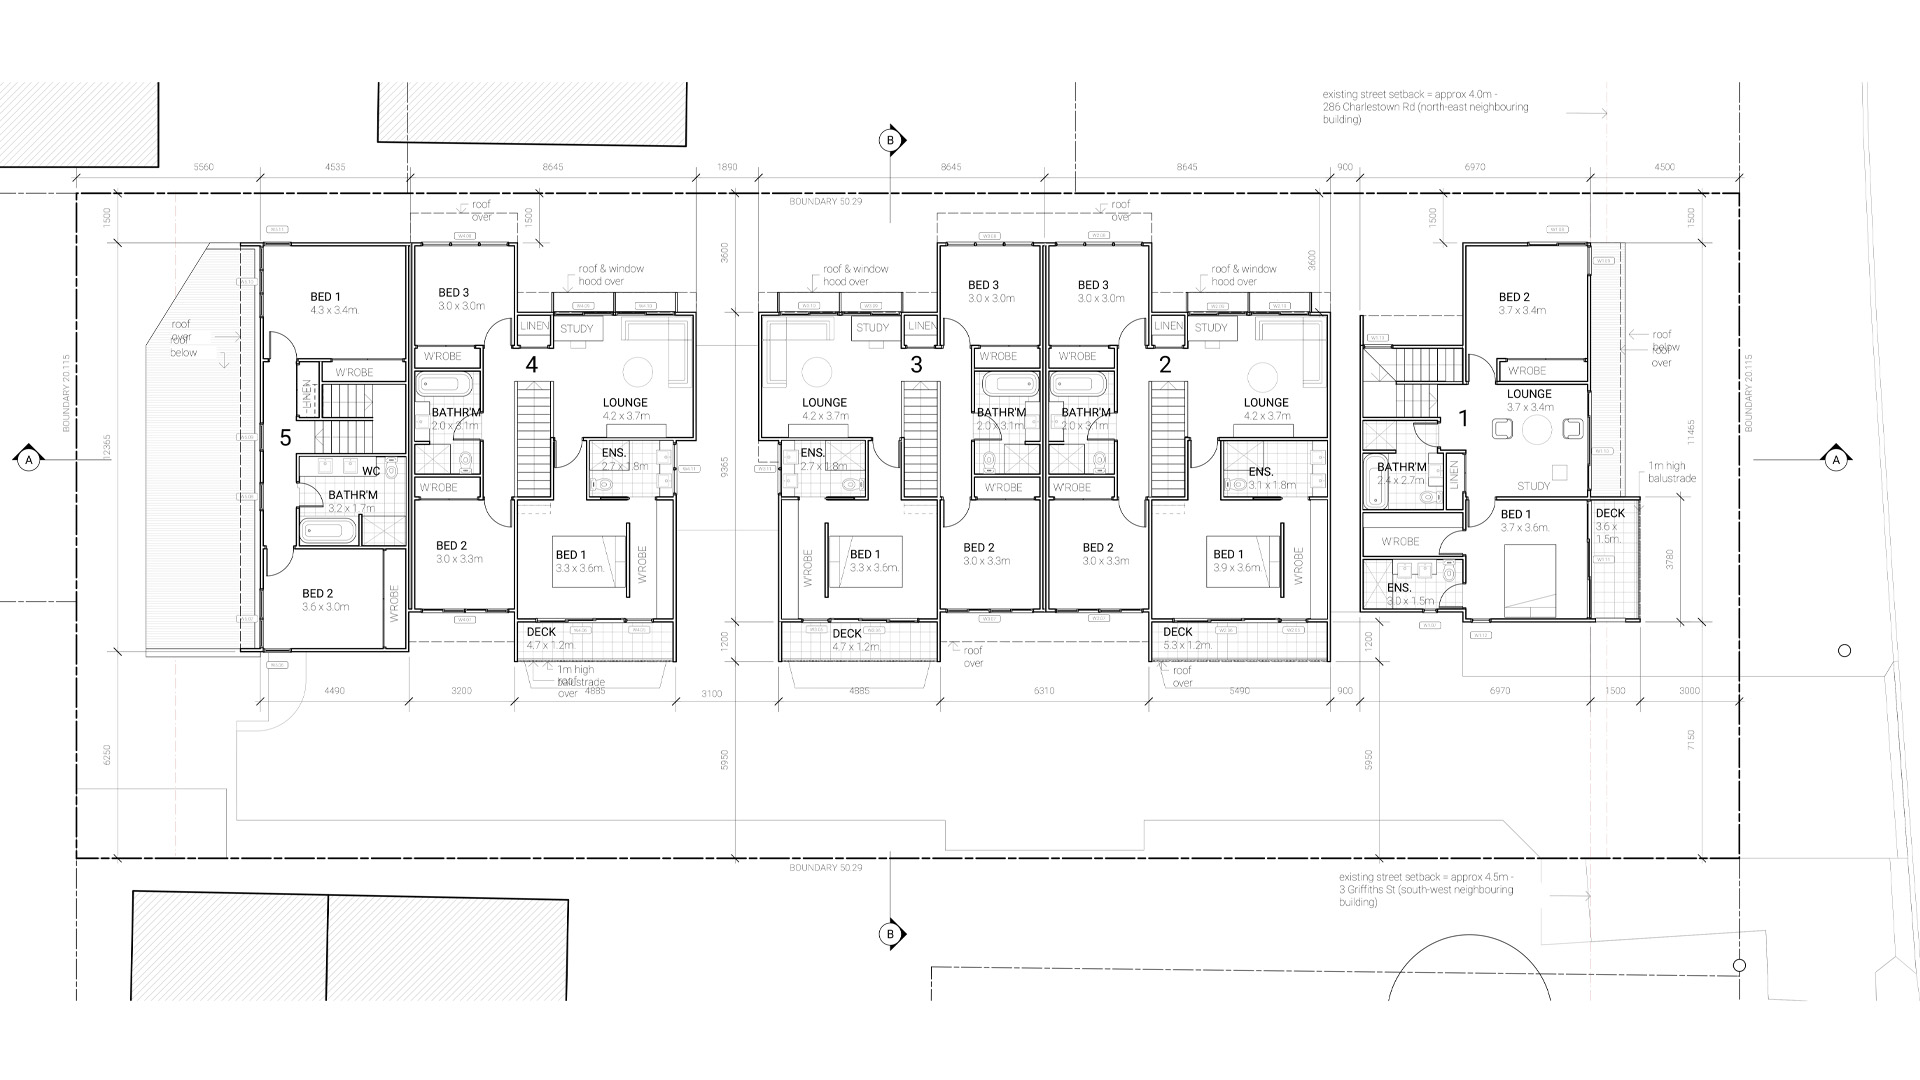 existing street setback = approx 4.0m -
286 Charlestown Rd (north-east neighbouring
building)
B
5560
4535
8645
1890
8645
8645
900
6970
4500
BOUNDARY 50.29
1500
1500
3600
3600
1500
1500
roof
over
roof
over
roof & window
hood over
roof & window
hood over
roof & window
hood over
BED 1
4.3 x 3.4m.
BED 3
3.0 x 3.0m
BED 3
3.0 x 3.0m
BED 3
3.0 x 3.0m
BED 2
3.7 x 3.4m
LINEN
STUDY
STUDY
LINEN
LINEN
STUDY
roof
over
roof
below
roof
below
roof
over
W'ROBE
W'ROBE
W'ROBE
W'ROBE
W'ROBE
4
3
2
1
5
BOUNDARY 20.115
BOUNDARY 20.115
12365
9365
11465
LINEN
LOUNGE
4.2 x 3.7m
LOUNGE
4.2 x 3.7m
LOUNGE
4.2 x 3.7m
LOUNGE
3.7 x 3.4m
BATHR'M
2.0 x 3.1m
BATHR'M
2.0 x 3.1m
BATHR'M
2.0 x 3.1m
A
A
WC
BATHR'M
3.2 x 1.7m
ENS.
2.7 x 1.8m
ENS.
2.7 x 1.8m
ENS.
3.1 x 1.8m
BATHR'M
2.4 x 2.7m
LINEN
STUDY
1m high
balustrade
W'ROBE
W'ROBE
W'ROBE
BED 2
3.0 x 3.3m
BED 1
3.3 x 3.6m.
W'ROBE
W'ROBE
BED 1
3.3 x 3.6m.
BED 2
3.0 x 3.3m
BED 2
3.0 x 3.3m
BED 1
3.9 x 3.6m.
W'ROBE
W'ROBE
BED 1
3.7 x 3.6m.
DECK
3.6 x
1.5m.
3780
BED 2
3.6 x 3.0m
W'ROBE
ENS.
3.0 x 1.5m
DECK
4.7 x 1.2m.
DECK
4.7 x 1.2m.
DECK
5.3 x 1.2m.
1200
1200
roof
over
1m high
balustrade
roof
over
roof
over
4490
3200
4885
3100
4885
6310
5490
900
6970
1500
3000
6250
5950
5950
7150
BOUNDARY 50.29
existing street setback = approx 4.5m -
3 Griffiths St (south-west neighbouring
building)
B